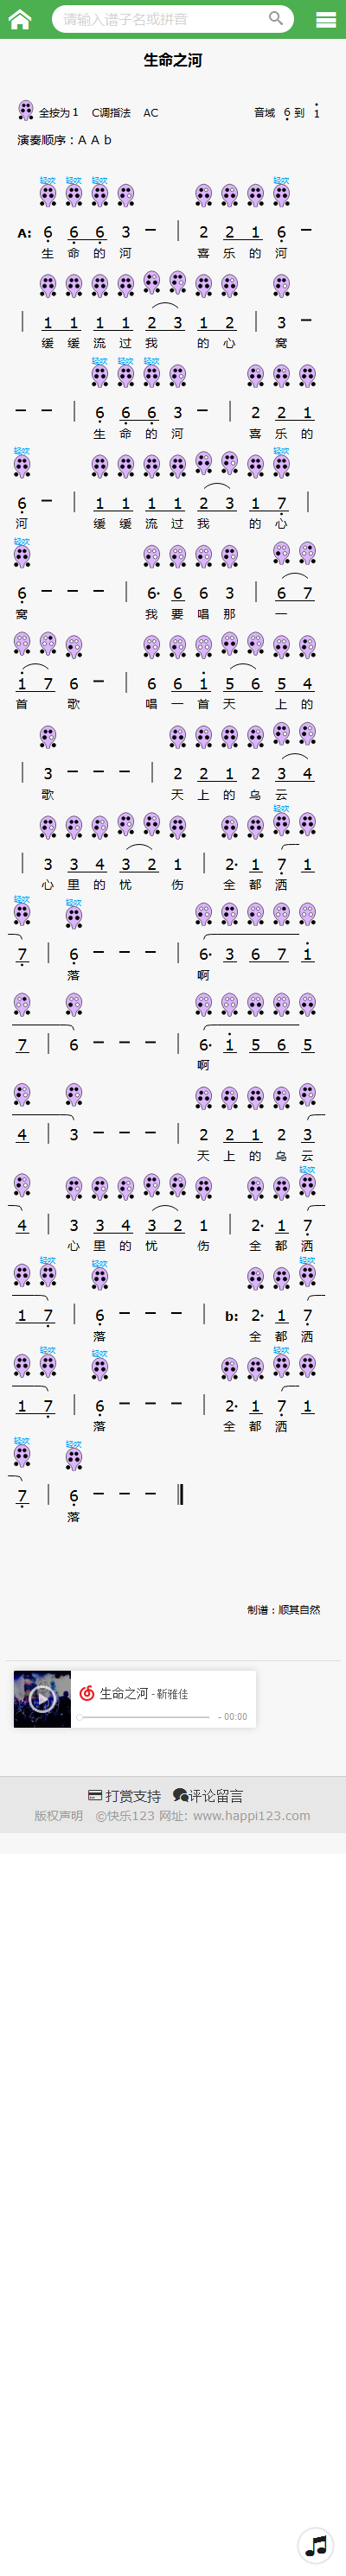 请输入谱子名或拼音
生命之河
全按为 1 C调指法 AC 音域 6̣ 到 1̇
演奏顺序：A A b
轻吹 轻吹 轻吹 轻吹
A: 6̣ 6̣ 6̣ 3 – | 2 2 1 6̣ –
生 命 的 河 喜 乐 的 河
| 1 1 1 1 2 3 1 2 | 3 –
缓 缓 流 过 我 的 心 窝
轻吹 轻吹 轻吹
– – | 6̣ 6̣ 6̣ 3 – | 2 2 1
生 命 的 河 喜 乐 的
轻吹 轻吹
6̣ – | 1 1 1 1 2 3 1 7̣ |
河 缓 缓 流 过 我 的 心
轻吹
6̣ – – – | 6· 6 6 3 | 6 7
窝 我 要 唱 那 一
1̇ 7 6 – | 6 6 1̇ 5 6 5 4
首 歌 唱 一 首 天 上 的
| 3 – – – | 2 2 1 2 3 4
歌 天 上 的 乌 云
轻吹
| 3 3 4 3 2 1 | 2· 1 7̣ 1
心 里 的 忧 伤 全 都 洒
轻吹 轻吹
7̣ | 6̣ – – – | 6· 3 6 7 1̇
落 啊
7 | 6 – – – | 6· 1̇ 5 6 5
啊
4 | 3 – – – | 2 2 1 2 3
天 上 的 乌 云
轻吹
4 | 3 3 4 3 2 1 | 2· 1 7̣
心 里 的 忧 伤 全 都 洒
轻吹 轻吹 轻吹
1 7̣ | 6̣ – – – | b: 2· 1 7̣
落 全 都 洒
轻吹 轻吹 轻吹
1 7̣ | 6̣ – – – | 2· 1 7̣ 1
落 全 都 洒
轻吹 轻吹
7̣ | 6̣ – – – ‖
落
制谱：顺其自然
生命之河 - 靳雅佳
- 00:00
打赏支持 评论留言
版权声明 ©快乐123 网址: www.happi123.com